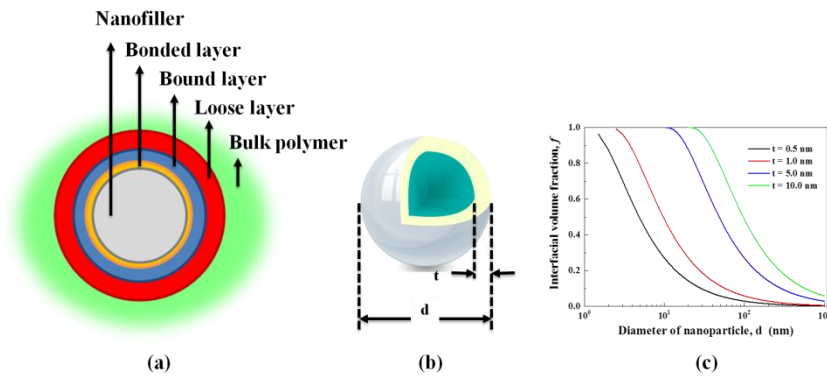 Nanofiller
Bonded layer
Bound layer
Loose layer
Bulk polymer
(a)
t
d
(b)
Interfacial volume fraction, f
1.0
0.8
0.6
0.4
0.2
0.0
t = 0.5 nm
t = 1.0 nm
t = 5.0 nm
t = 10.0 nm
10⁰
10¹
10²
10
Diameter of nanoparticle, d (nm)
(c)